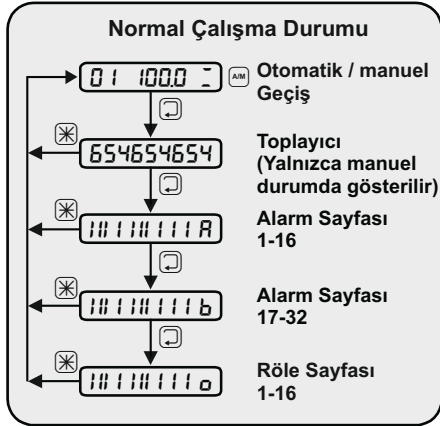 Normal Çalışma Durumu
01 100.0
A/M
Otomatik / manuel
Geçiş
654654654
Toplayıcı
(Yalnızca manuel
durumda gösterilir)
Alarm Sayfası
1-16
Alarm Sayfası
17-32
Röle Sayfası
1-16